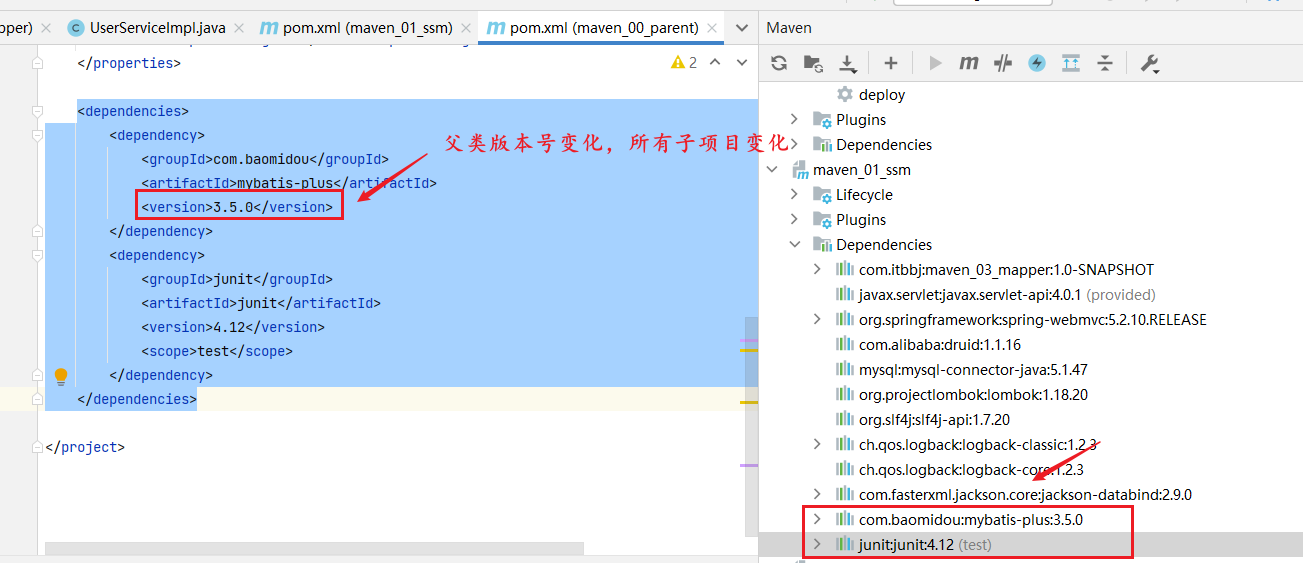 pper)
UserServiceImpl.java
pom.xml (maven_01_ssm)
pom.xml (maven_00_parent)
Maven
</properties>
2
<dependencies>
<dependency>
<groupId>com.baomidou</groupId>
<artifactId>mybatis-plus</artifactId>
<version>3.5.0</version>
</dependency>
<dependency>
<groupId>junit</groupId>
<artifactId>junit</artifactId>
<version>4.12</version>
<scope>test</scope>
</dependency>
</dependencies>
</project>
父类版本号变化，所有子项目变化
deploy
Plugins
Dependencies
maven_01_ssm
Lifecycle
Plugins
Dependencies
com.itbbj:maven_03_mapper:1.0-SNAPSHOT
javax.servlet:javax.servlet-api:4.0.1 (provided)
org.springframework:spring-webmvc:5.2.10.RELEASE
com.alibaba:druid:1.1.16
mysql:mysql-connector-java:5.1.47
org.projectlombok:lombok:1.18.20
org.slf4j:slf4j-api:1.7.20
ch.qos.logback:logback-classic:1.2.3
ch.qos.logback:logback-core:1.2.3
com.fasterxml.jackson.core:jackson-databind:2.9.0
com.baomidou:mybatis-plus:3.5.0
junit:junit:4.12 (test)